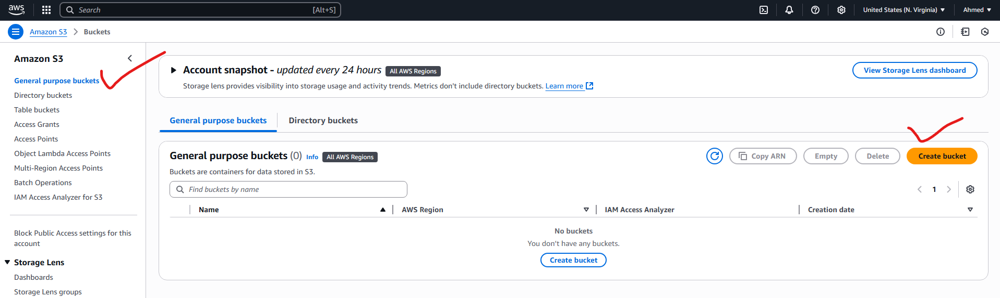 aws
Search [Alt+S]
United States (N. Virginia) Ahmed
Amazon S3 Buckets
Amazon S3
General purpose buckets
Directory buckets
Table buckets
Access Grants
Access Points
Object Lambda Access Points
Multi-Region Access Points
Batch Operations
IAM Access Analyzer for S3
Block Public Access settings for this
account
Storage Lens
Dashboards
Storage Lens groups
Account snapshot - updated every 24 hours All AWS Regions
View Storage Lens dashboard
Storage lens provides visibility into storage usage and activity trends. Metrics don't include directory buckets. Learn more
General purpose buckets Directory buckets
General purpose buckets (0) Info All AWS Regions
Copy ARN Empty Delete Create bucket
Buckets are containers for data stored in S3.
Find buckets by name
1
Name AWS Region IAM Access Analyzer Creation date
No buckets
You don't have any buckets.
Create bucket